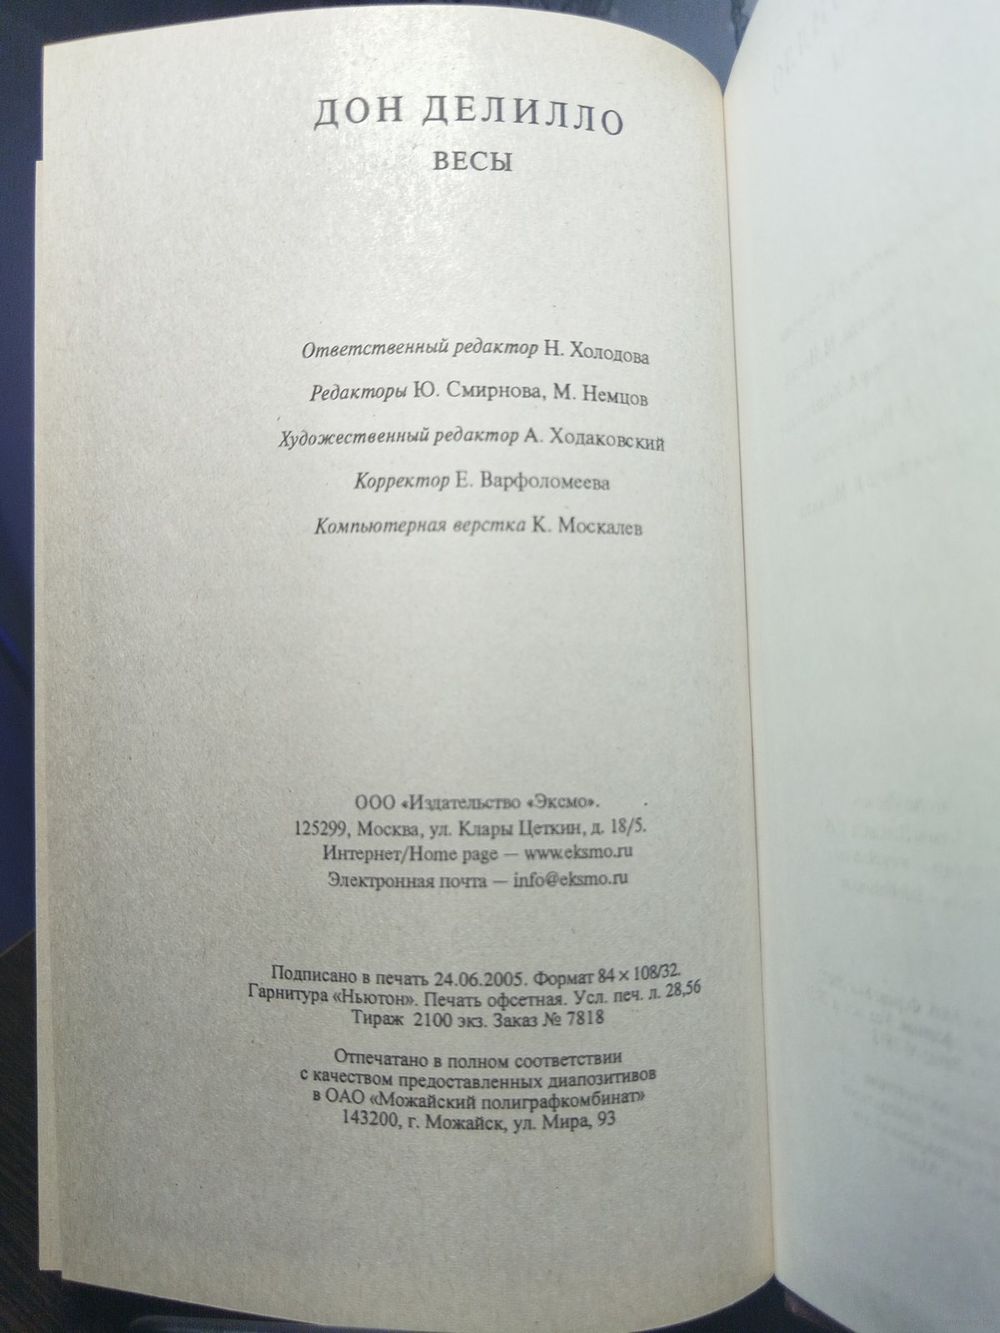 ДОН ДЕЛИЛЛО
ВЕСЫ
Ответственный редактор Н. Холодова
Редакторы Ю. Смирнова, М. Немцов
Художественный редактор А. Ходаковский
Корректор Е. Варфоломеева
Компьютерная верстка К. Москалев
ООО «Издательство «Эксмо».
125299, Москва, ул. Клары Цеткин, д. 18/5.
Интернет/Home page — www.eksmo.ru
Электронная почта — info@eksmo.ru
Подписано в печать 24.06.2005. Формат 84 × 108/32.
Гарнитура «Ньютон». Печать офсетная. Усл. печ. л. 28,56
Тираж 2100 экз. Заказ № 7818
Отпечатано в полном соответствии
с качеством предоставленных диапозитивов
в ОАО «Можайский полиграфкомбинат»
143200, г. Можайск, ул. Мира, 93